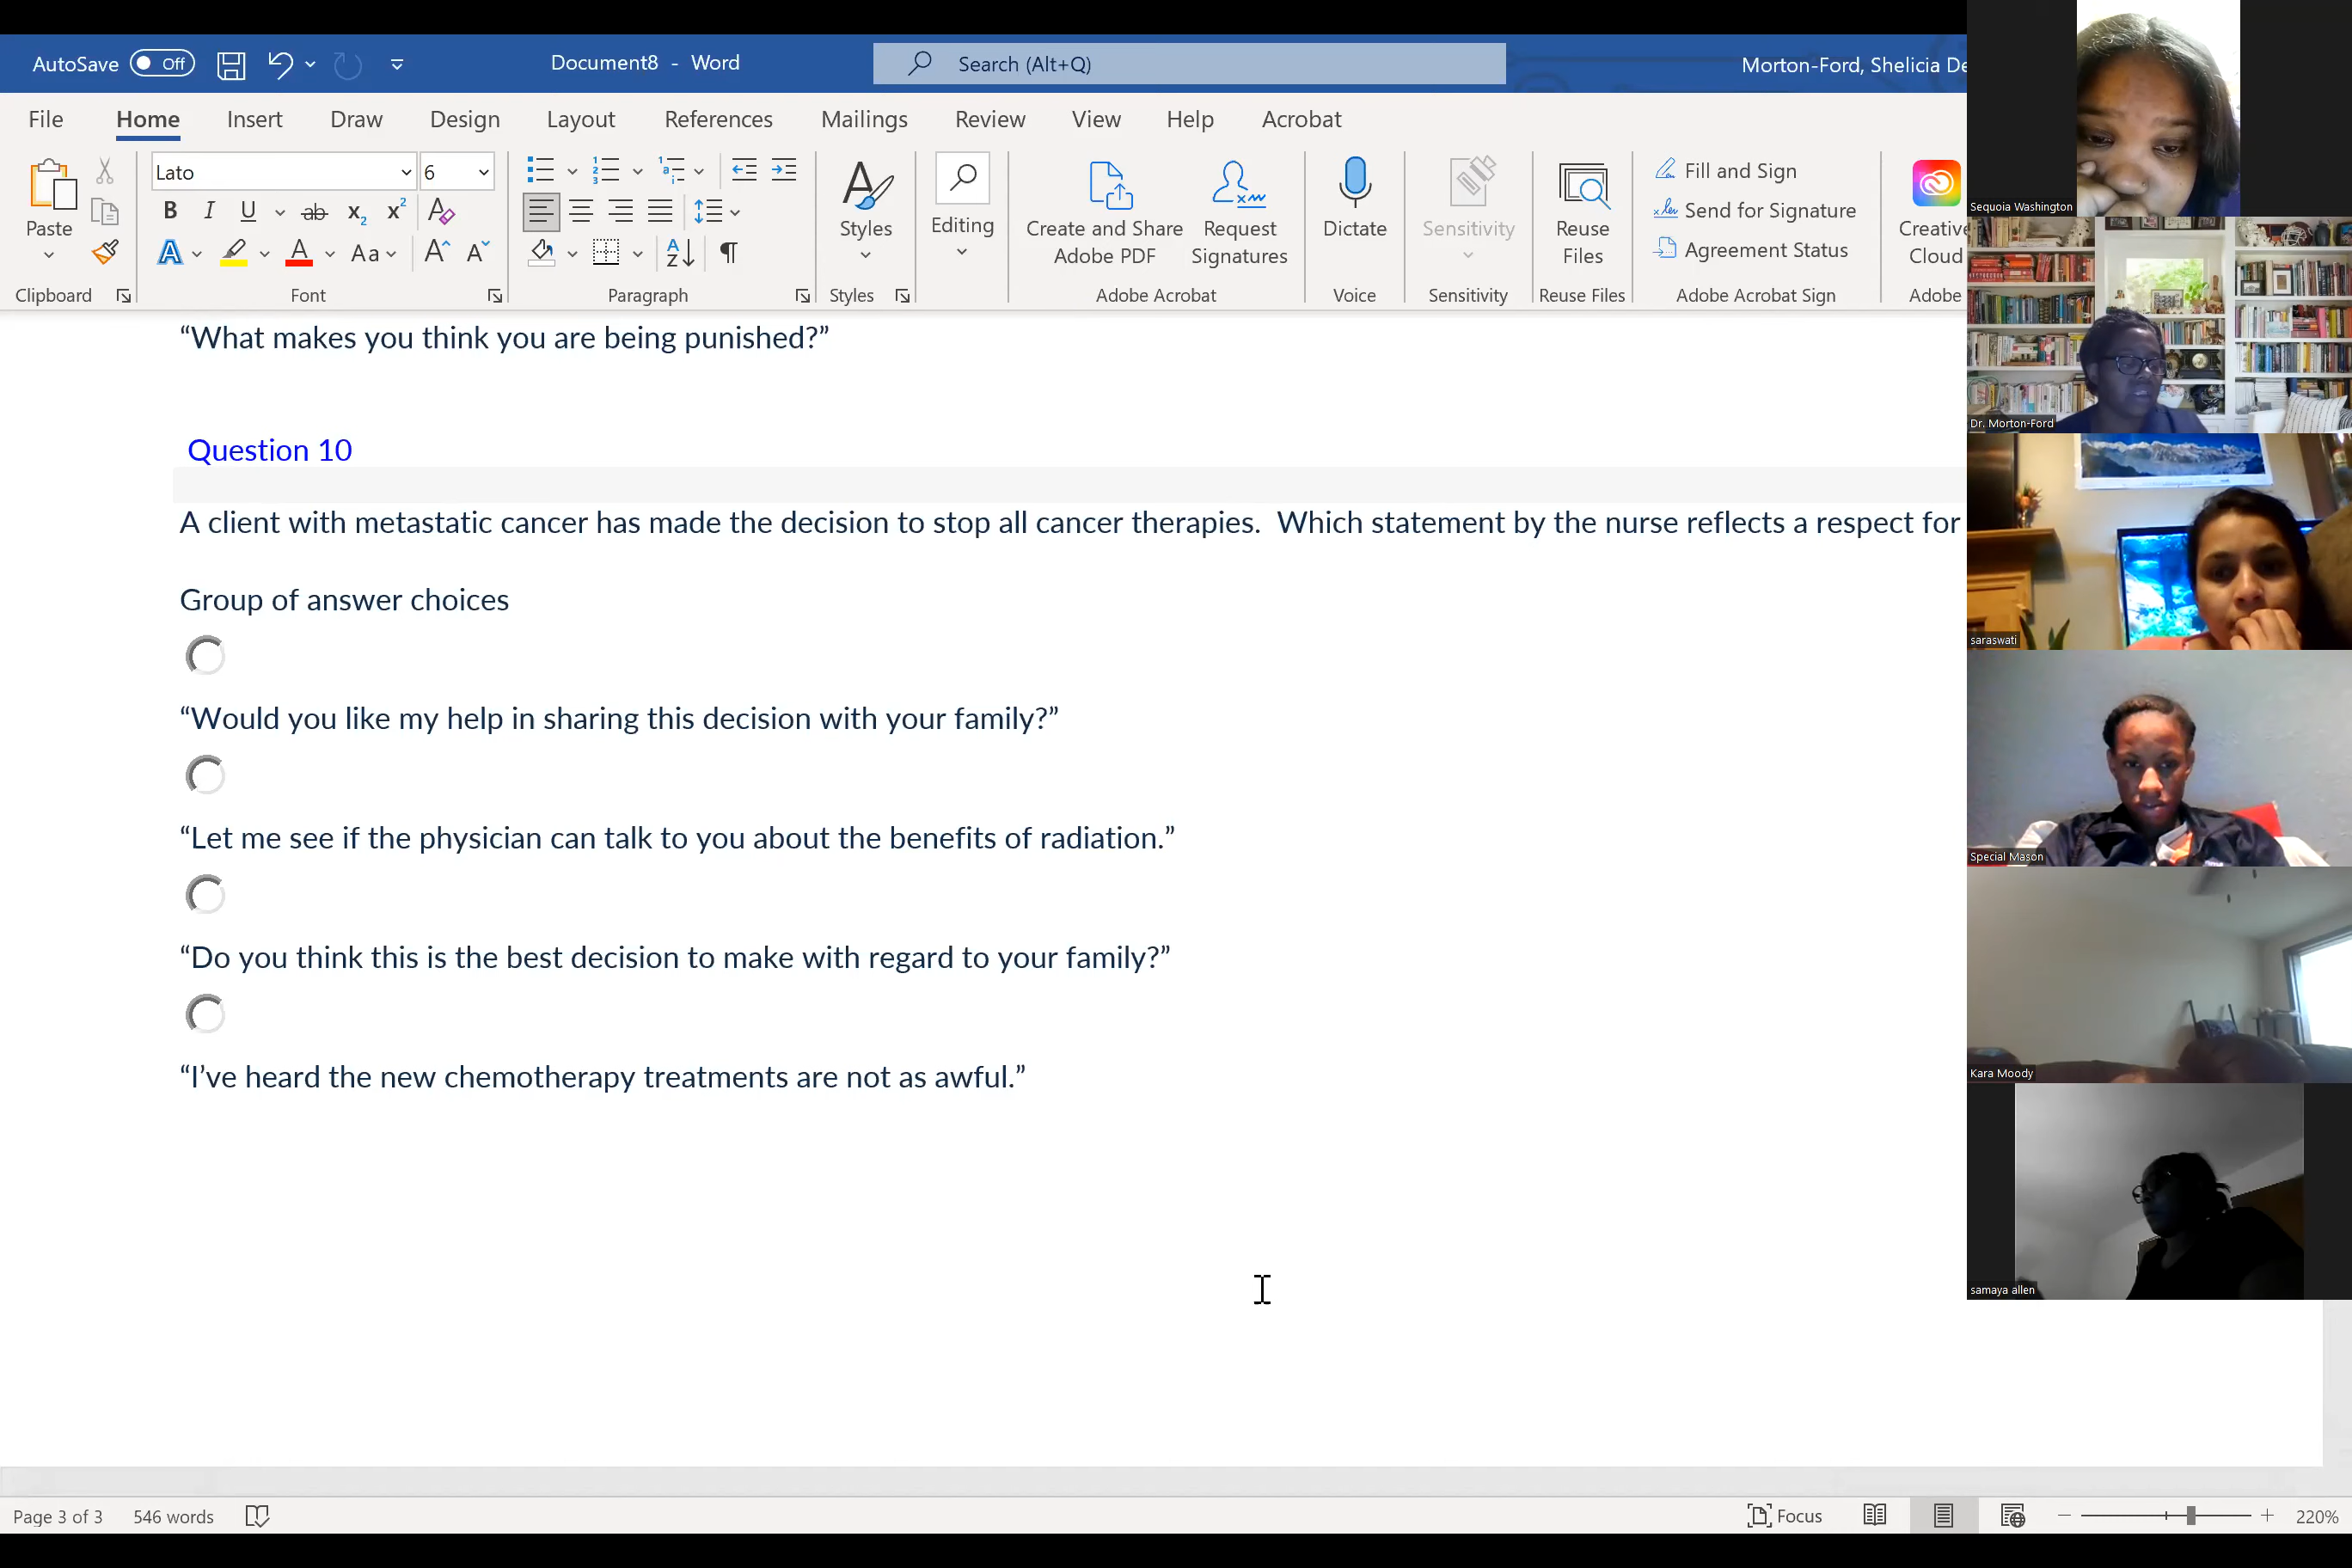 AutoSave Off Document8 - Word Search (Alt+Q) Morton-Ford, Shelicia De
File Home Insert Draw Design Layout References Mailings Review View Help Acrobat
Lato 6
Paste Styles Editing Create and Share Adobe PDF Request Signatures Dictate Sensitivity Reuse Files Fill and Sign Send for Signature Agreement Status Creative Cloud
Clipboard Font Paragraph Styles Adobe Acrobat Voice Sensitivity Reuse Files Adobe Acrobat Sign Adobe
“What makes you think you are being punished?”
Question 10
A client with metastatic cancer has made the decision to stop all cancer therapies. Which statement by the nurse reflects a respect for
Group of answer choices
“Would you like my help in sharing this decision with your family?”
“Let me see if the physician can talk to you about the benefits of radiation.”
“Do you think this is the best decision to make with regard to your family?”
“I’ve heard the new chemotherapy treatments are not as awful.”
Page 3 of 3 546 words Focus 220%
Sequoia Washington
Dr. Morton-Ford
saraswati
Special Mason
Kara Moody
samaya allen